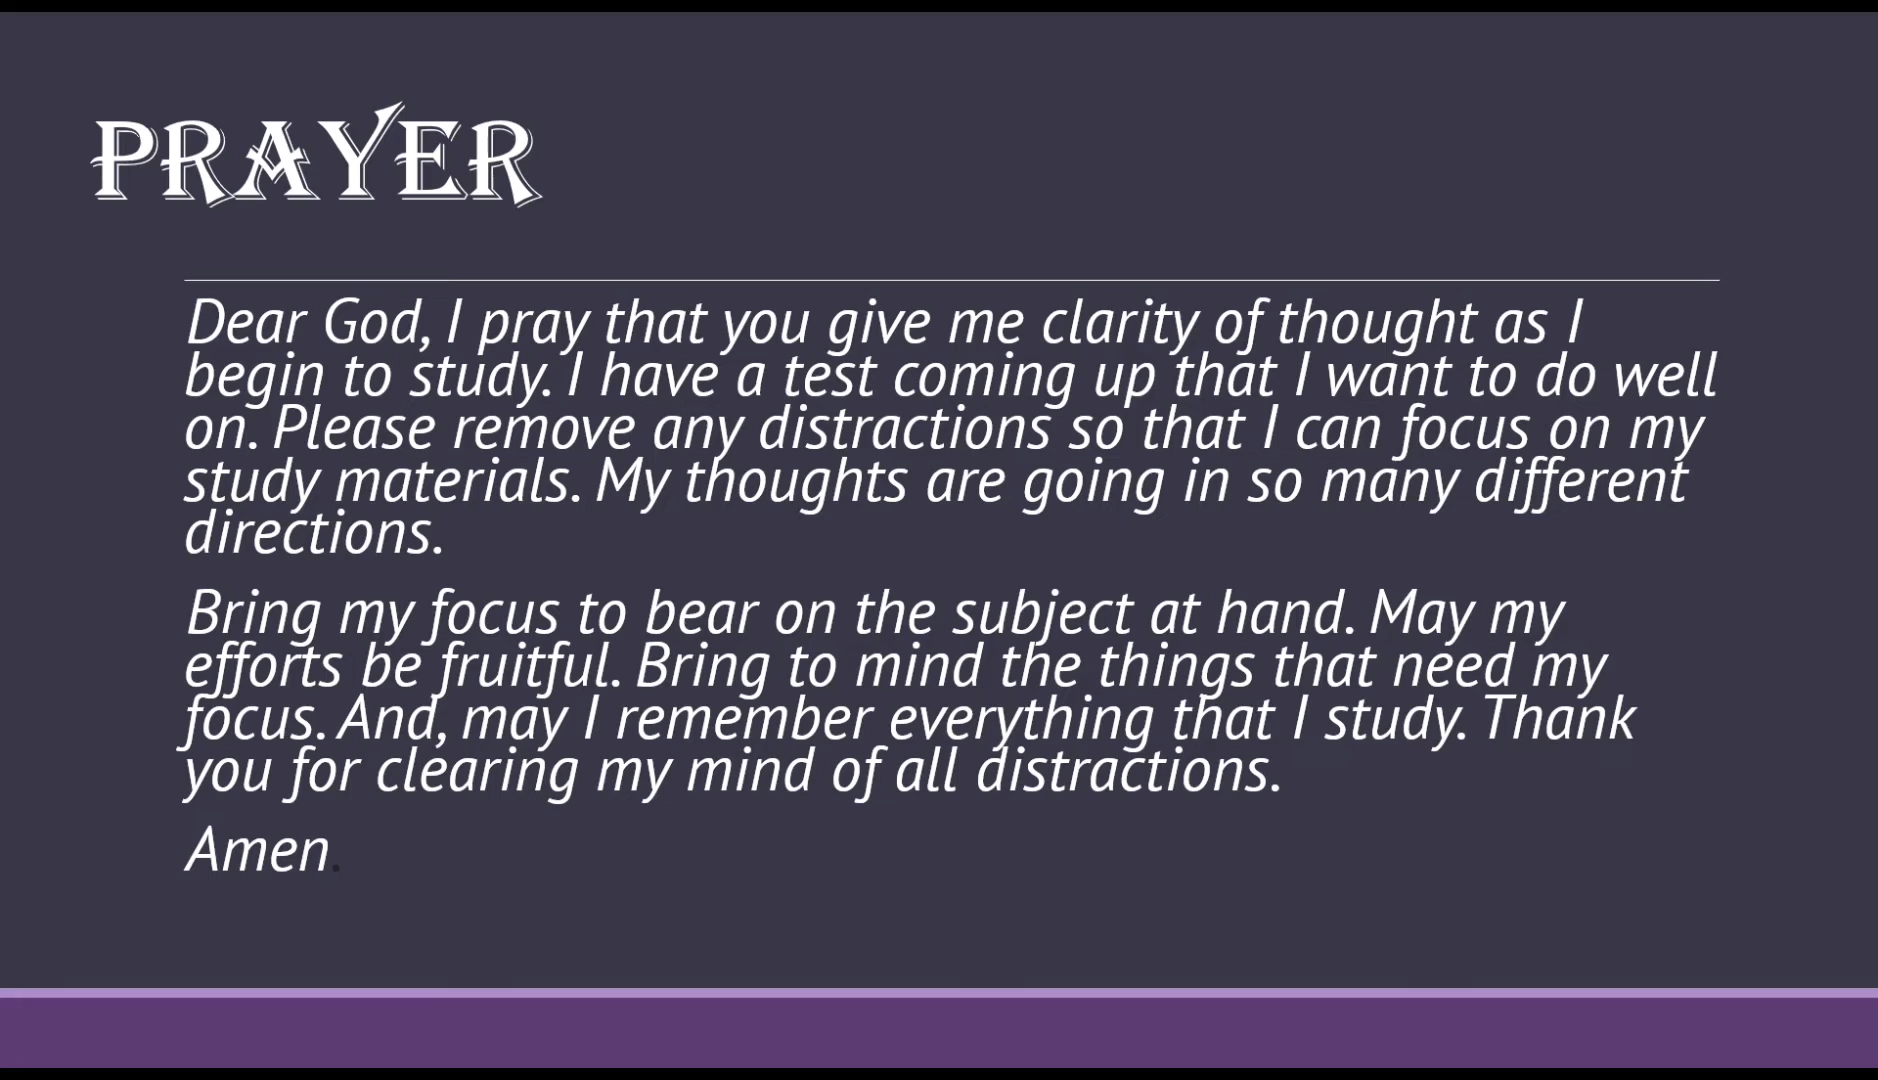 PRAYER
Dear God, I pray that you give me clarity of thought as I
begin to study. I have a test coming up that I want to do well
on. Please remove any distractions so that I can focus on my
study materials. My thoughts are going in so many different
directions.
Bring my focus to bear on the subject at hand. May my
efforts be fruitful. Bring to mind the things that need my
focus. And, may I remember everything that I study. Thank
you for clearing my mind of all distractions.
Amen.